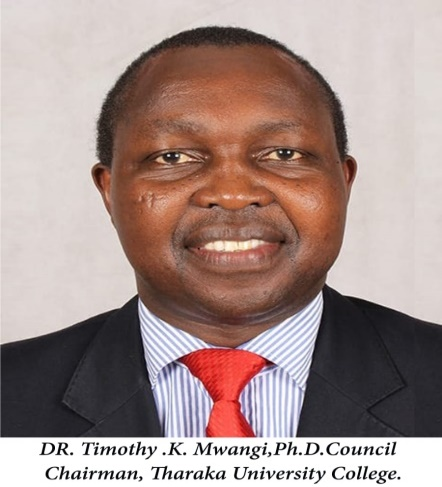 DR. Timothy .K. Mwangi,Ph.D.Council
Chairman, Tharaka University College.